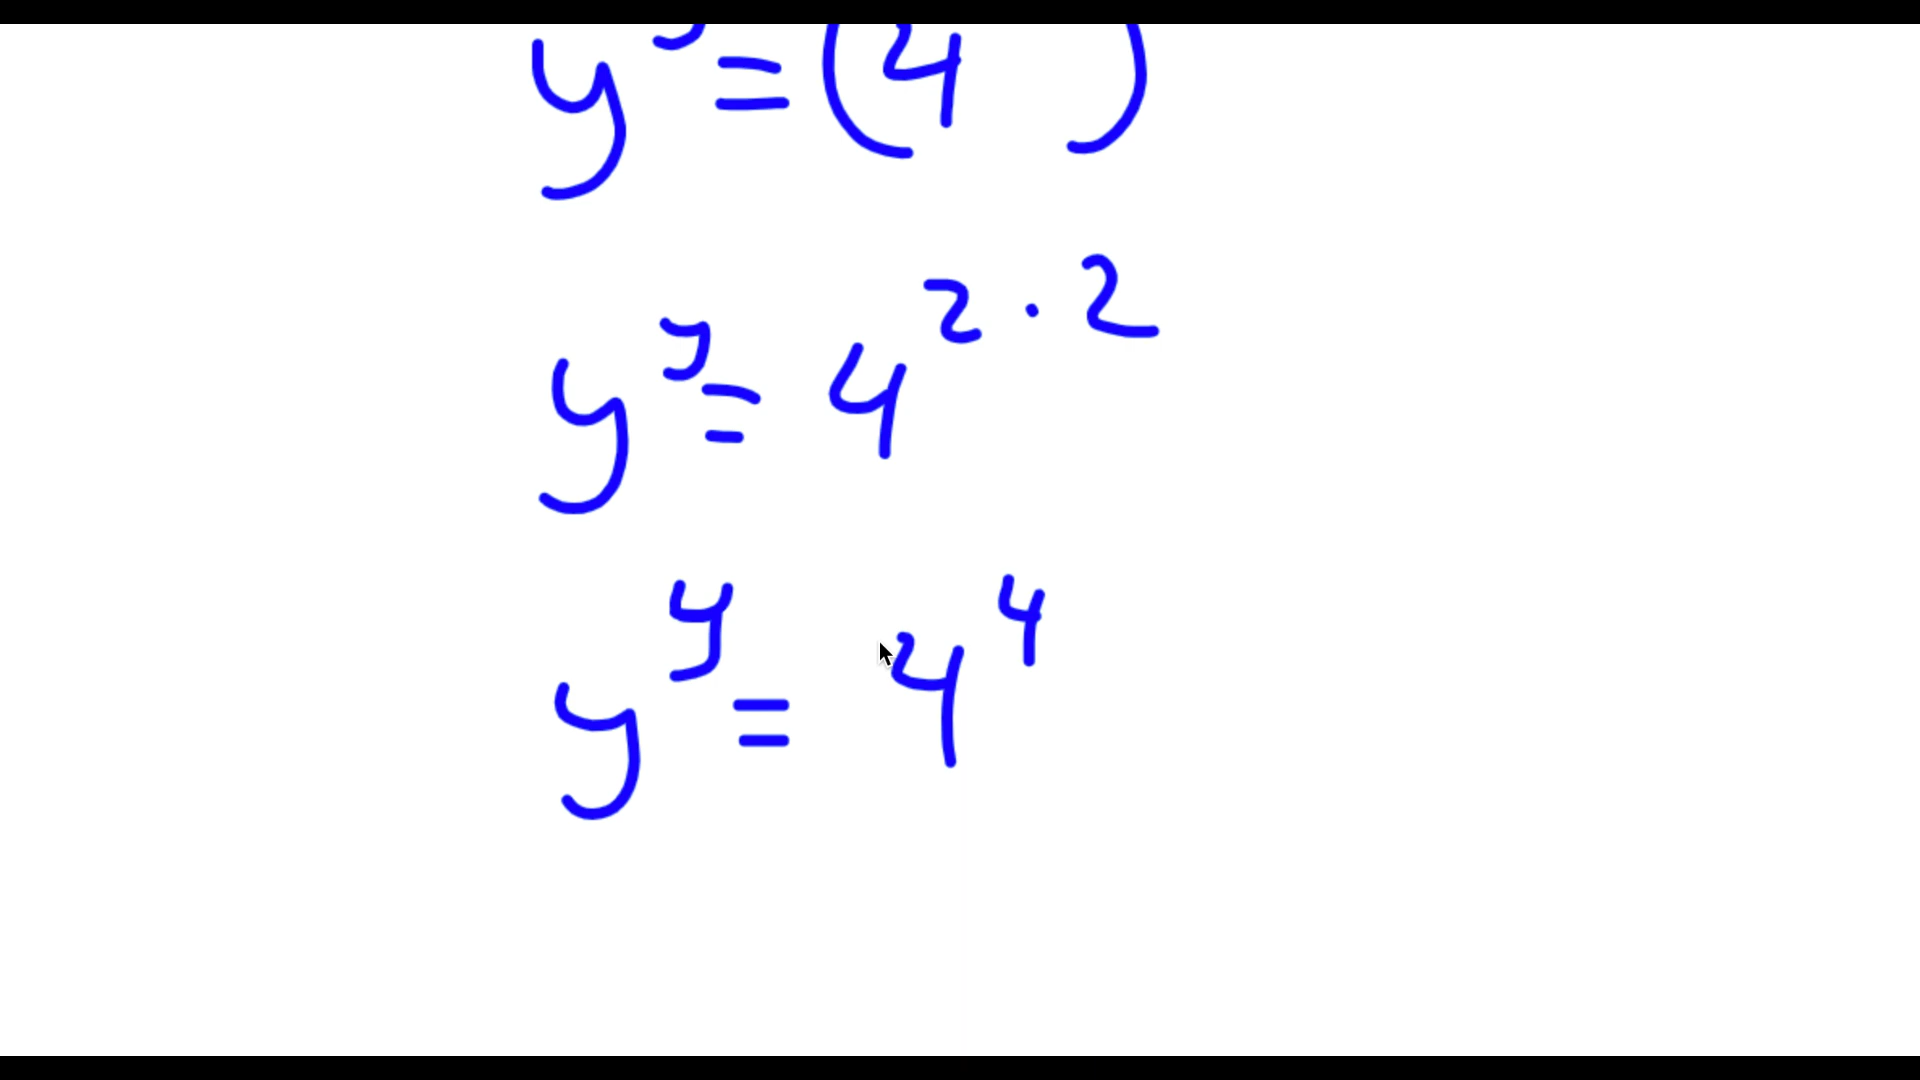 y^y = (4 )
y^y = 4^2 · 2
y^y = 4^4